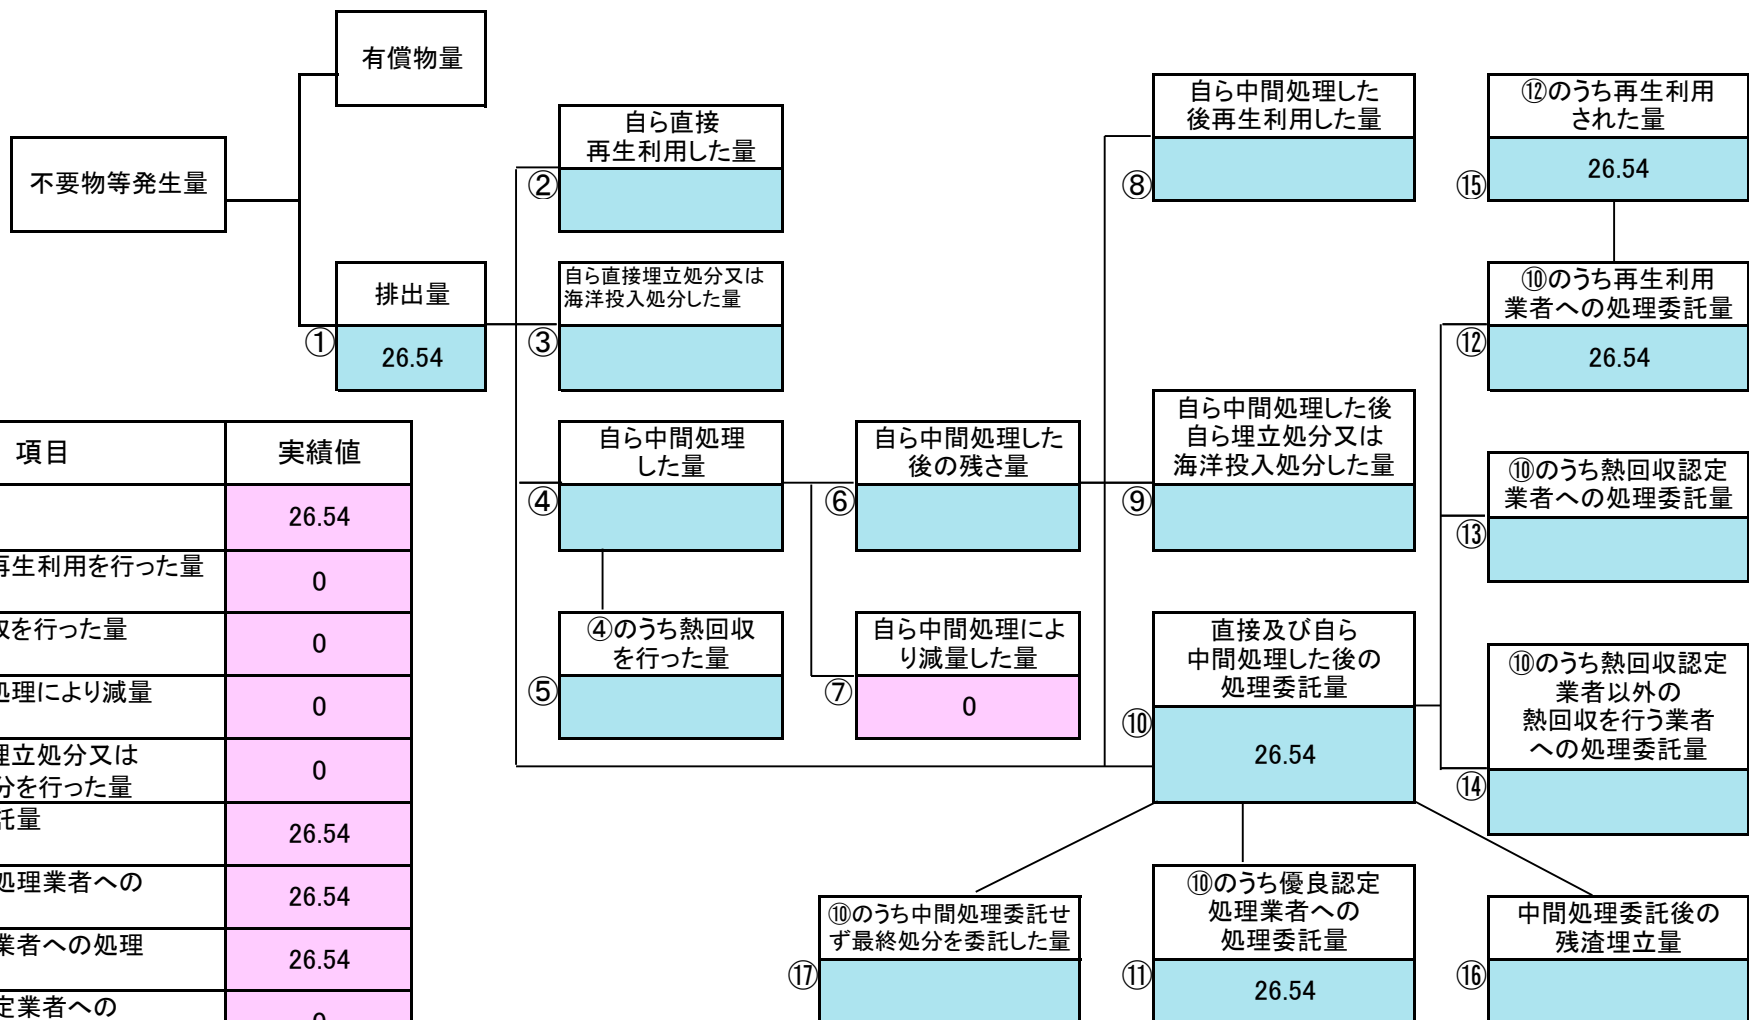 有償物量
不要物等発生量
排出量
①
26.54
自ら直接
再生利用した量
②
自ら直接埋立処分又は
海洋投入処分した量
③
自ら中間処理
した量
④
④のうち熱回収
を行った量
⑤
自ら中間処理した
後の残さ量
⑥
自ら中間処理によ
り減量した量
⑦
0
自ら中間処理した
後再生利用した量
⑧
自ら中間処理した後
自ら埋立処分又は
海洋投入処分した量
⑨
直接及び自ら
中間処理した後の
処理委託量
⑩
26.54
⑫のうち再生利用
された量
⑮
26.54
⑩のうち再生利用
業者への処理委託量
⑫
26.54
⑩のうち熱回収認定
業者への処理委託量
⑬
⑩のうち熱回収認定
業者以外の
熱回収を行う業者
への処理委託量
⑭
⑩のうち中間処理委託せ
ず最終処分を委託した量
⑰
⑩のうち優良認定
処理業者への
処理委託量
⑪
26.54
中間処理委託後の
残渣埋立量
⑯
項目 実績値
26.54
再生利用を行った量 0
収を行った量 0
処理により減量 0
埋立処分又は
分を行った量 0
託量 26.54
処理業者への 26.54
業者への処理 26.54
定業者への